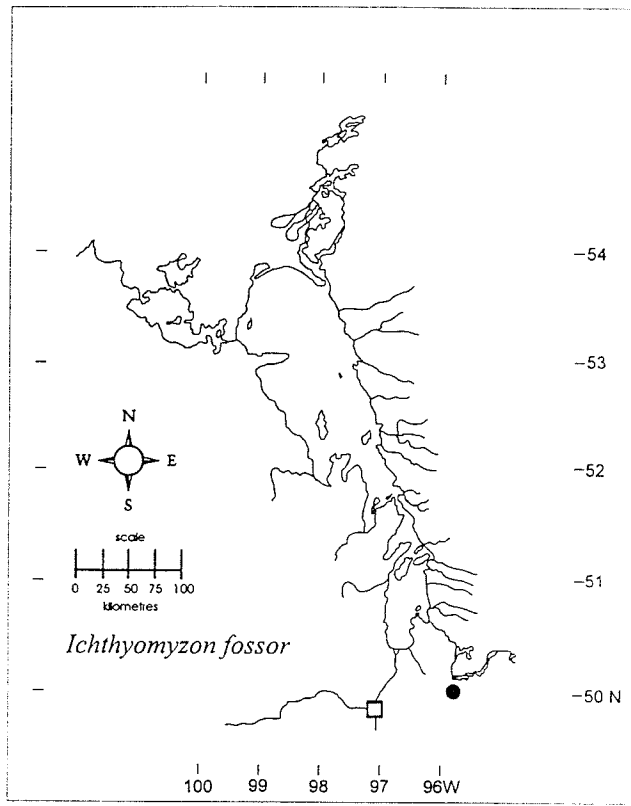 –54
–53
N
W E
–52
S
scale
–51
0 25 50 75 100
kilometres
Ichthyomyzon fossor
–50 N
100 99 98 97 96W